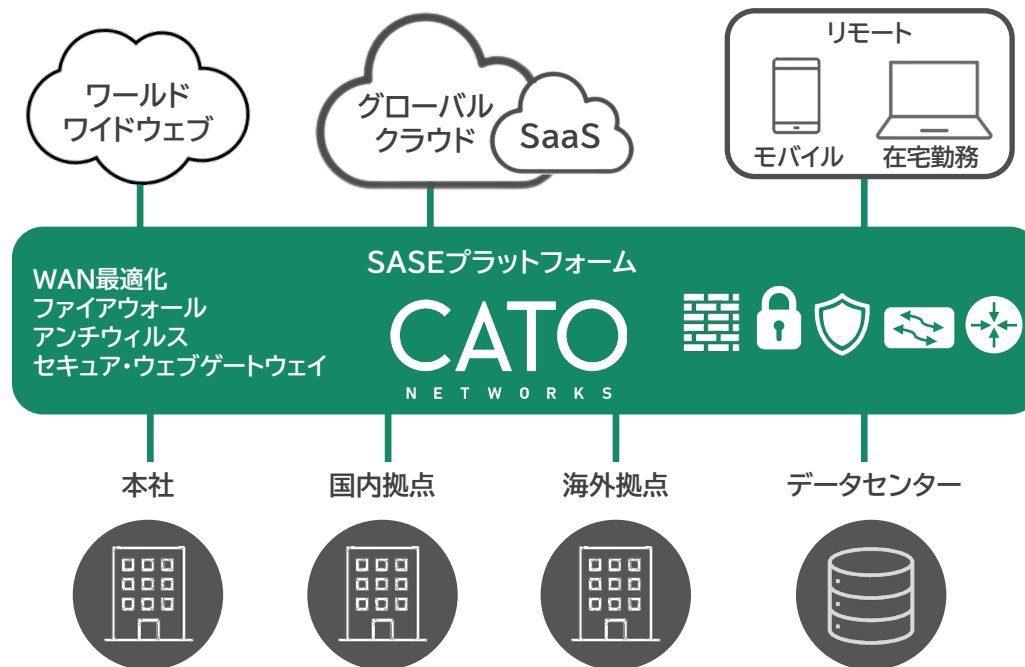 ワールド
ワイドウェブ
グローバル
クラウド
SaaS
リモート
モバイル
在宅勤務
SASEプラットフォーム
WAN最適化
ファイアウォール
アンチウィルス
セキュア・ウェブゲートウェイ
CATO
NETWORKS
本社
国内拠点
海外拠点
データセンター